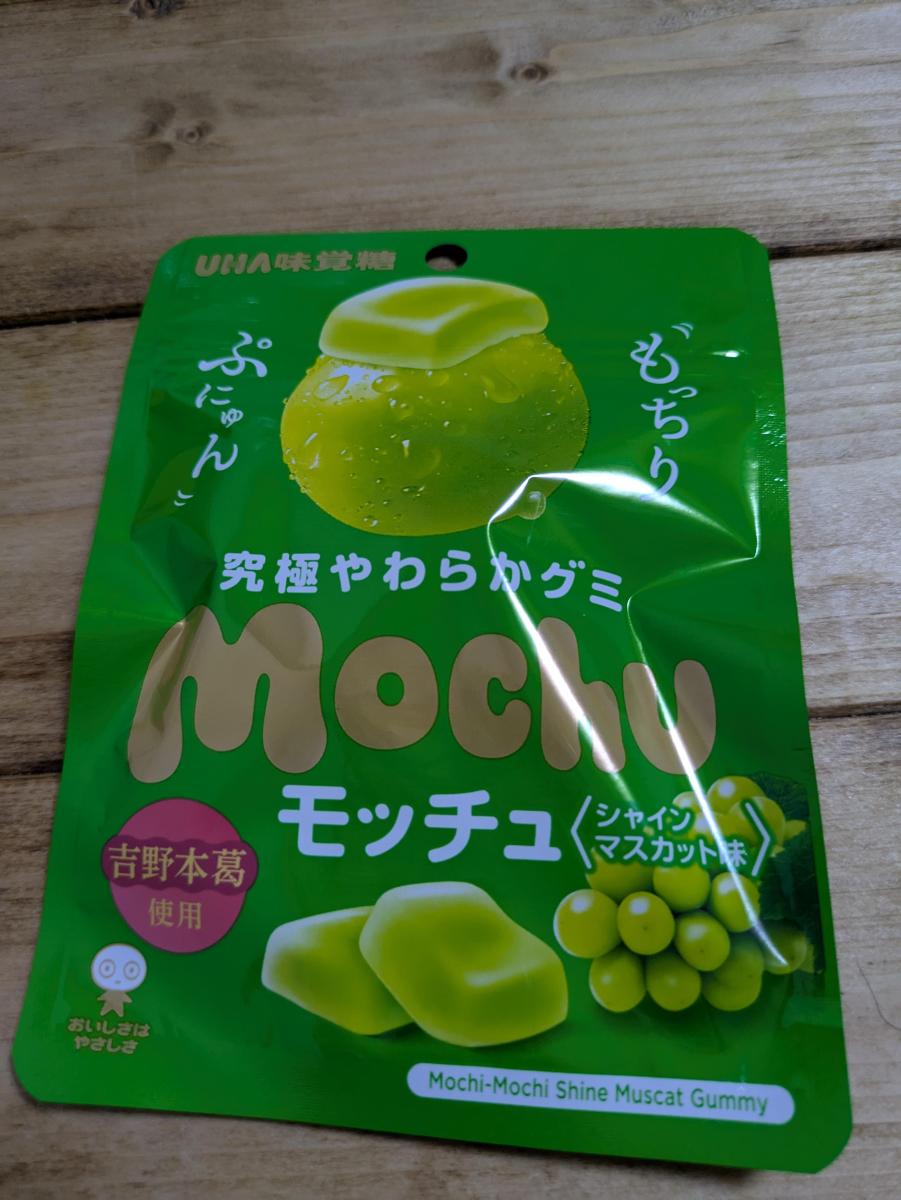 UHA味覚糖
もっちり
ぷにゅん
究極やわらかグミ
Mochu
モッチュ
〈シャイン
マスカット味〉
吉野本葛
使用
おいしさは
やさしさ
Mochi-Mochi Shine Muscat Gummy